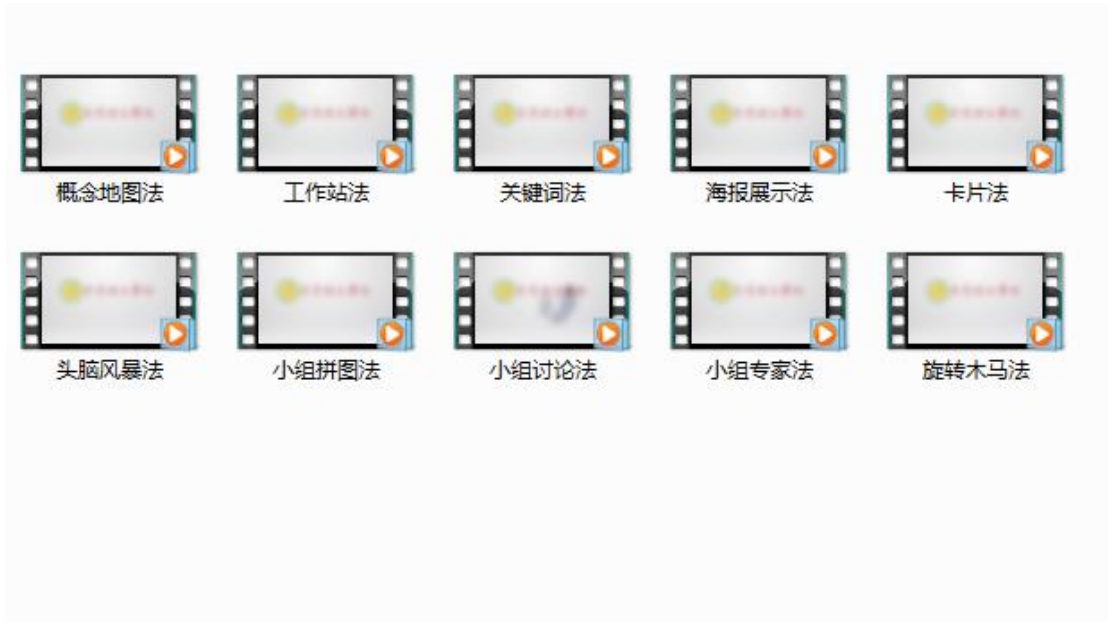 概念地图法
工作站法
关键词法
海报展示法
卡片法
头脑风暴法
小组拼图法
小组讨论法
小组专家法
旋转木马法